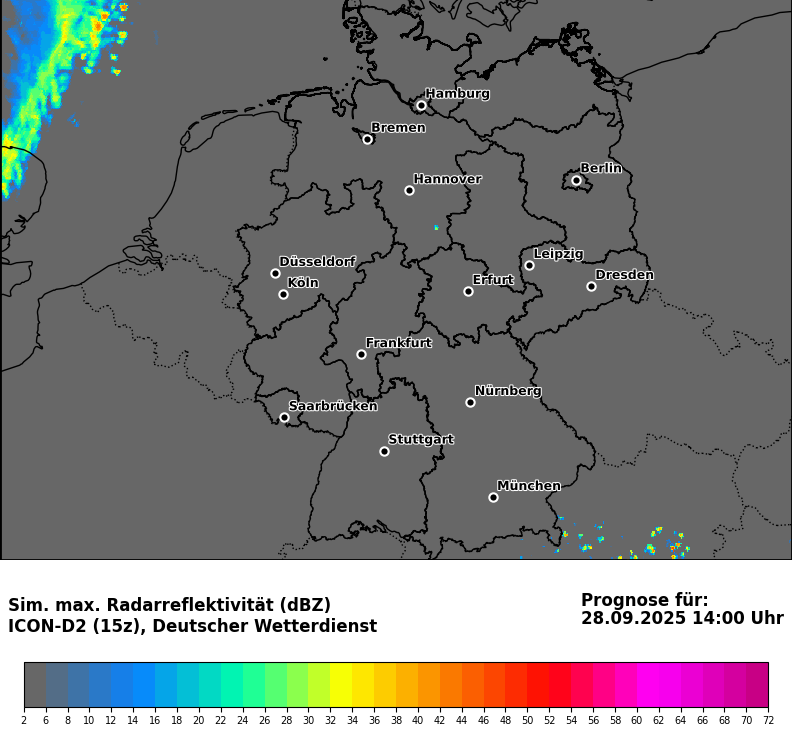 Hamburg
Bremen
Berlin
Hannover
Leipzig
Düsseldorf
Dresden
Köln
Erfurt
Frankfurt
Nürnberg
Saarbrücken
Stuttgart
München
Sim. max. Radarreflektivität (dBZ)
ICON-D2 (15z), Deutscher Wetterdienst
Prognose für:
28.09.2025 14:00 Uhr
2 6 8 10 12 14 16 18 20 22 24 26 28 30 32 34 36 38 40 42 44 46 48 50 52 54 56 58 60 62 64 66 68 70 72